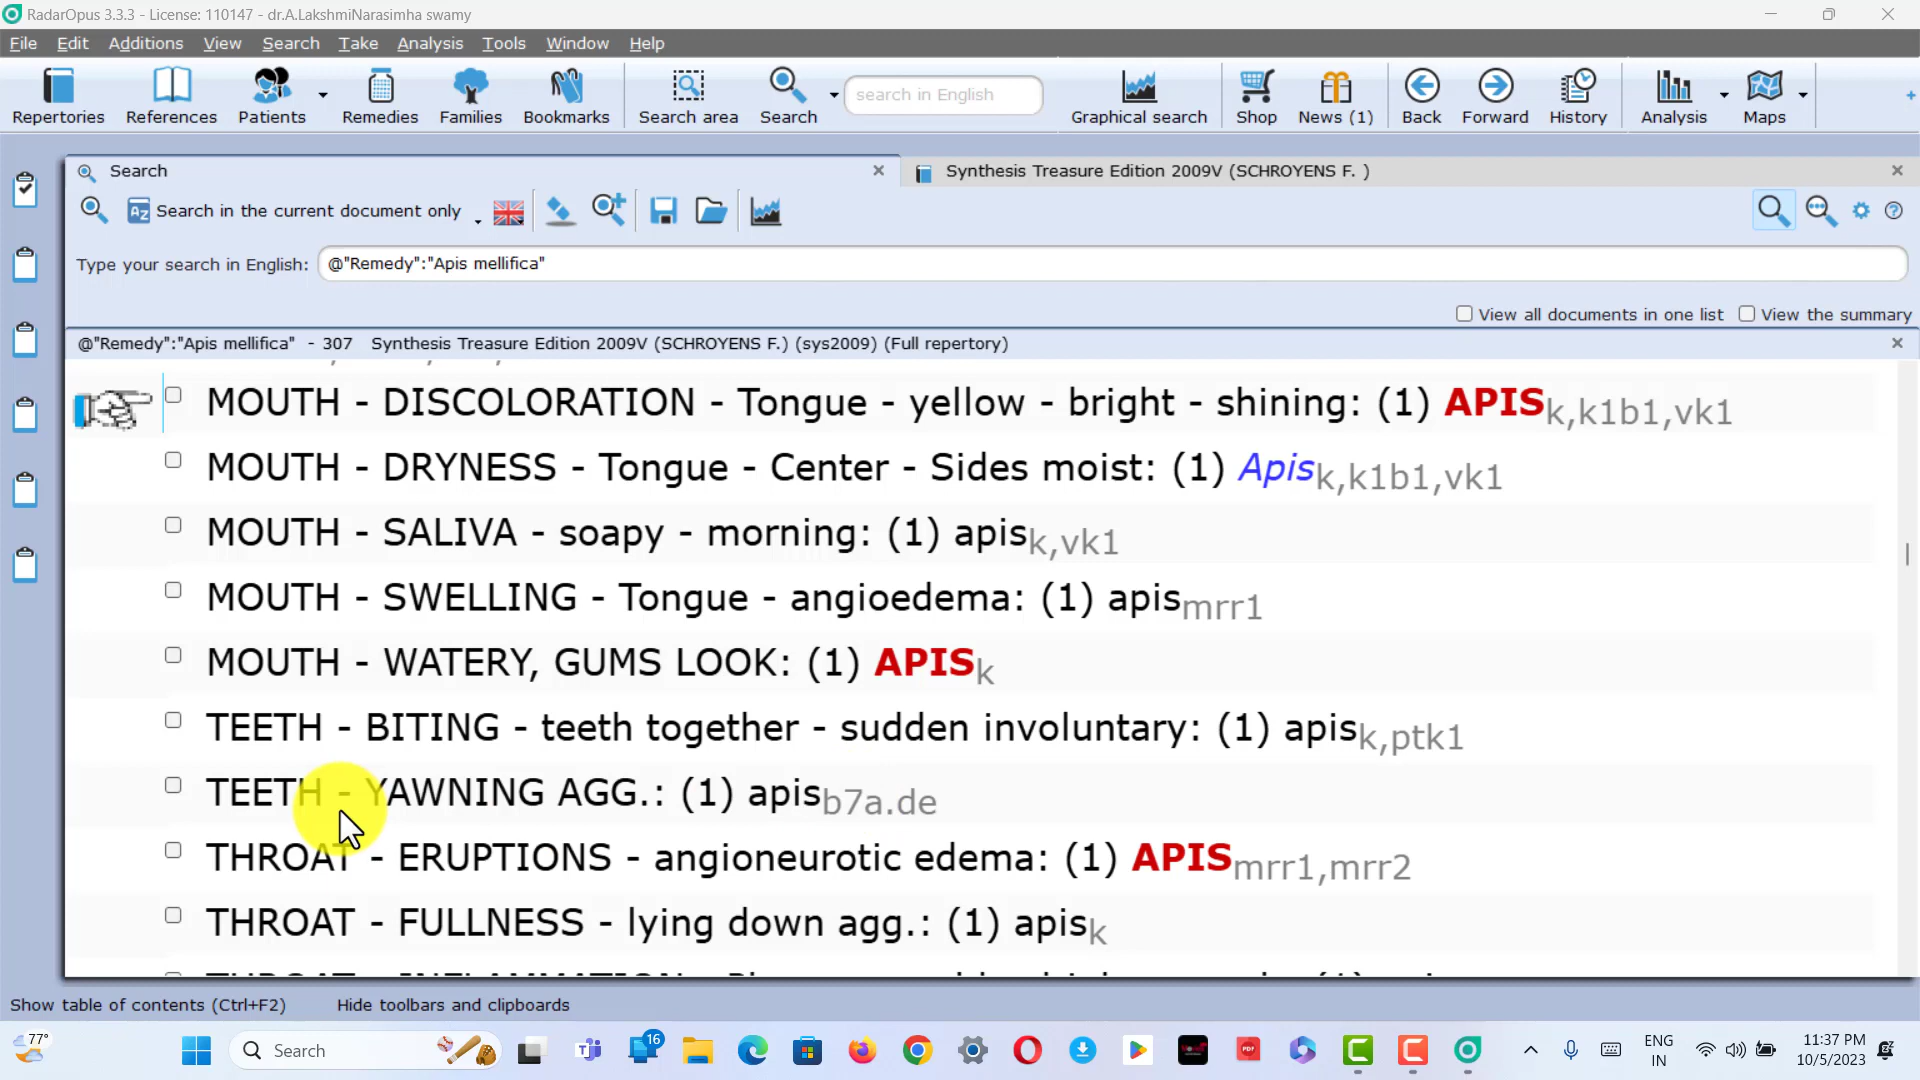 RadarOpus 3.3.3 - License: 110147 - dr.A.LakshmiNarasimha swamy
File Edit Additions View Search Take Analysis Tools Window Help
Repertories References Patients Remedies Families Bookmarks Search area Search search in English Graphical search Shop News (1) Back Forward History Analysis Maps
Search Synthesis Treasure Edition 2009V (SCHROYENS F. )
AZ Search in the current document only
Type your search in English: @"Remedy":"Apis mellifica"
View all documents in one list View the summary
@"Remedy":"Apis mellifica" - 307 Synthesis Treasure Edition 2009V (SCHROYENS F.) (sys2009) (Full repertory)
MOUTH - DISCOLORATION - Tongue - yellow - bright - shining: (1) APISk,k1b1,vk1
MOUTH - DRYNESS - Tongue - Center - Sides moist: (1) Apisk,k1b1,vk1
MOUTH - SALIVA - soapy - morning: (1) apisk,vk1
MOUTH - SWELLING - Tongue - angioedema: (1) apismrr1
MOUTH - WATERY, GUMS LOOK: (1) APISk
TEETH - BITING - teeth together - sudden involuntary: (1) apisk,ptk1
TEETH - YAWNING AGG.: (1) apisb7a.de
THROAT - ERUPTIONS - angioneurotic edema: (1) APISmrr1,mrr2
THROAT - FULLNESS - lying down agg.: (1) apisk
Show table of contents (Ctrl+F2) Hide toolbars and clipboards
77° Search 16 ENG 11:37 PM
IN 10/5/2023